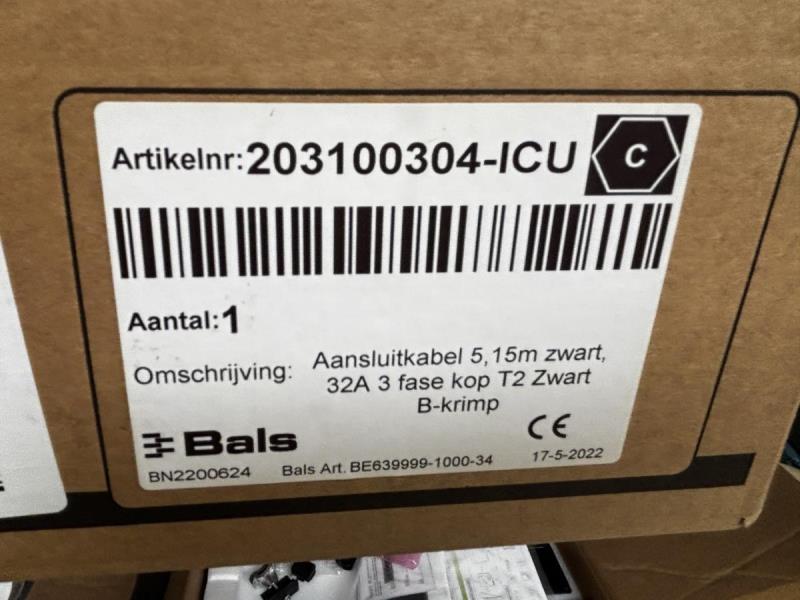 Artikelnr: 203100304-ICU
C
Aantal: 1
Omschrijving: Aansluitkabel 5,15m zwart,
32A 3 fase kop T2 Zwart
B-krimp
Bals
CE
BN2200624 Bals Art. BE639999-1000-34 17-5-2022